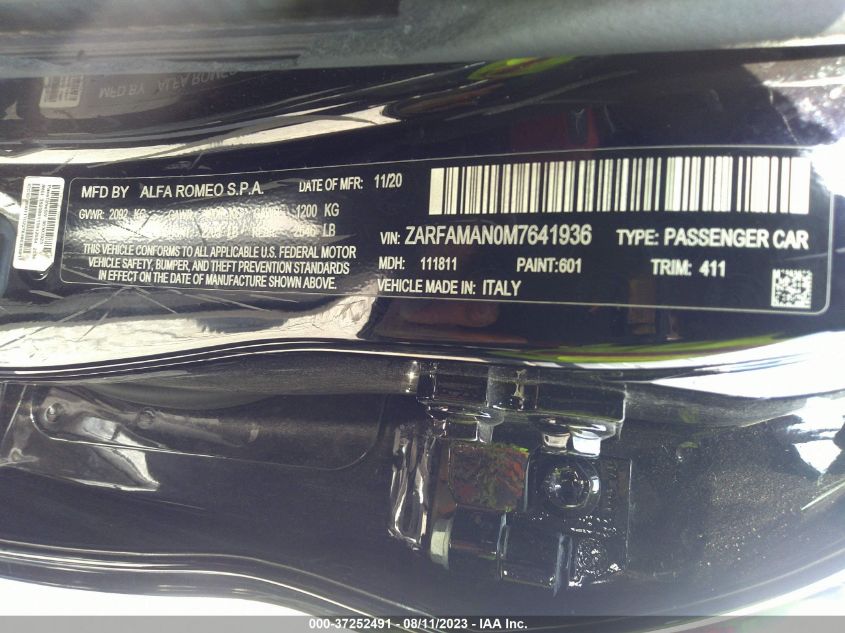 MFD BY ALFA ROMEO S.P.A. DATE OF MFR: 11/20
GVWR: 2092 KG 1200 KG
LB LB
THIS VEHICLE CONFORMS TO ALL APPLICABLE U.S. FEDERAL MOTOR
VEHICLE SAFETY, BUMPER, AND THEFT PREVENTION STANDARDS
IN EFFECT ON THE DATE OF MANUFACTURE SHOWN ABOVE.
VIN: ZARFAMAN0M7641936 TYPE: PASSENGER CAR
MDH: 111811 PAINT:601 TRIM: 411
VEHICLE MADE IN: ITALY
000-37252491 - 08/11/2023 - IAAI, Inc.